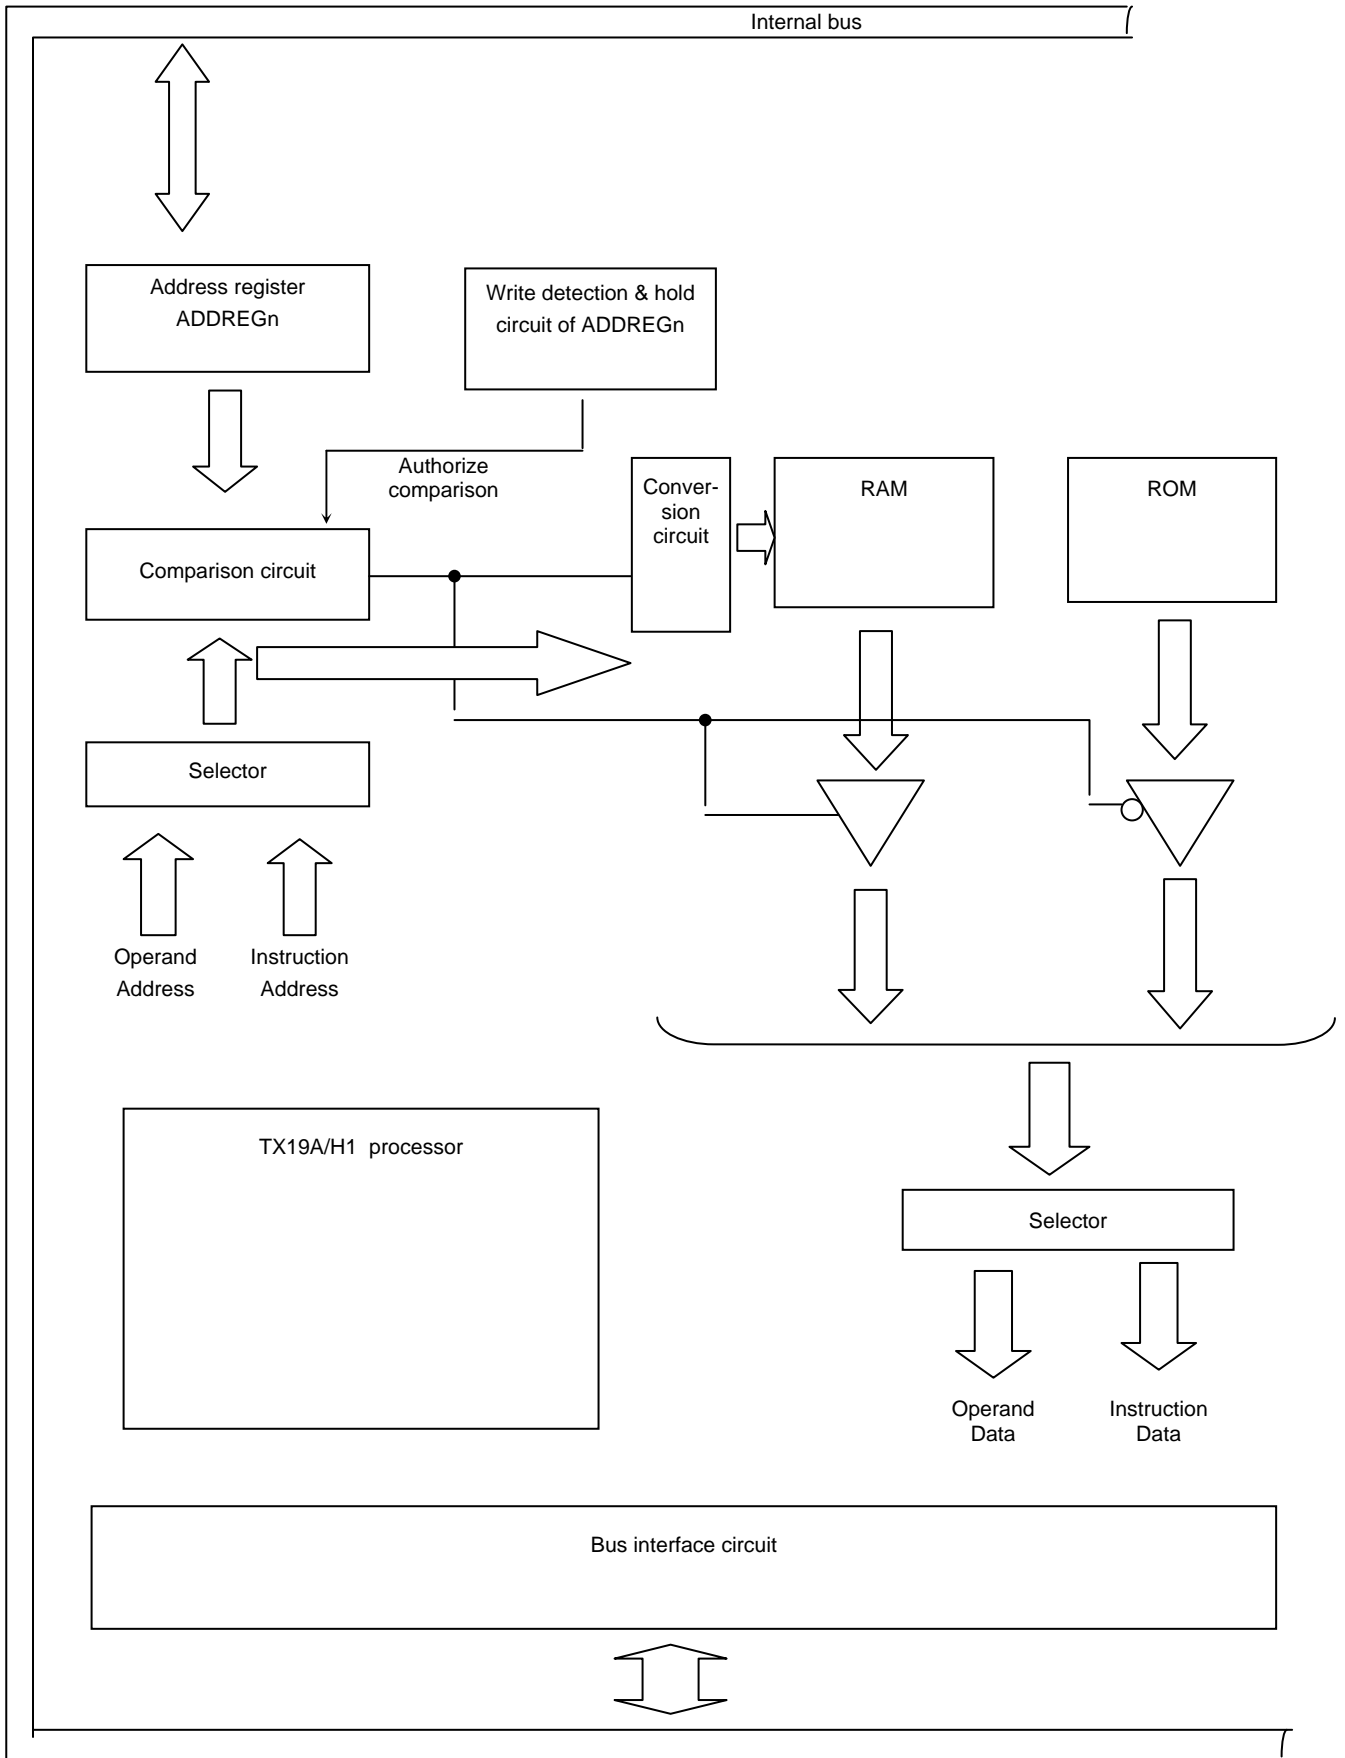 Internal bus
Address register
ADDREGn
Write detection & hold
circuit of ADDREGn
Authorize
comparison
Conver-
sion
circuit
RAM
ROM
Comparison circuit
Selector
Operand
Address
Instruction
Address
TX19A/H1 processor
Selector
Operand
Data
Instruction
Data
Bus interface circuit